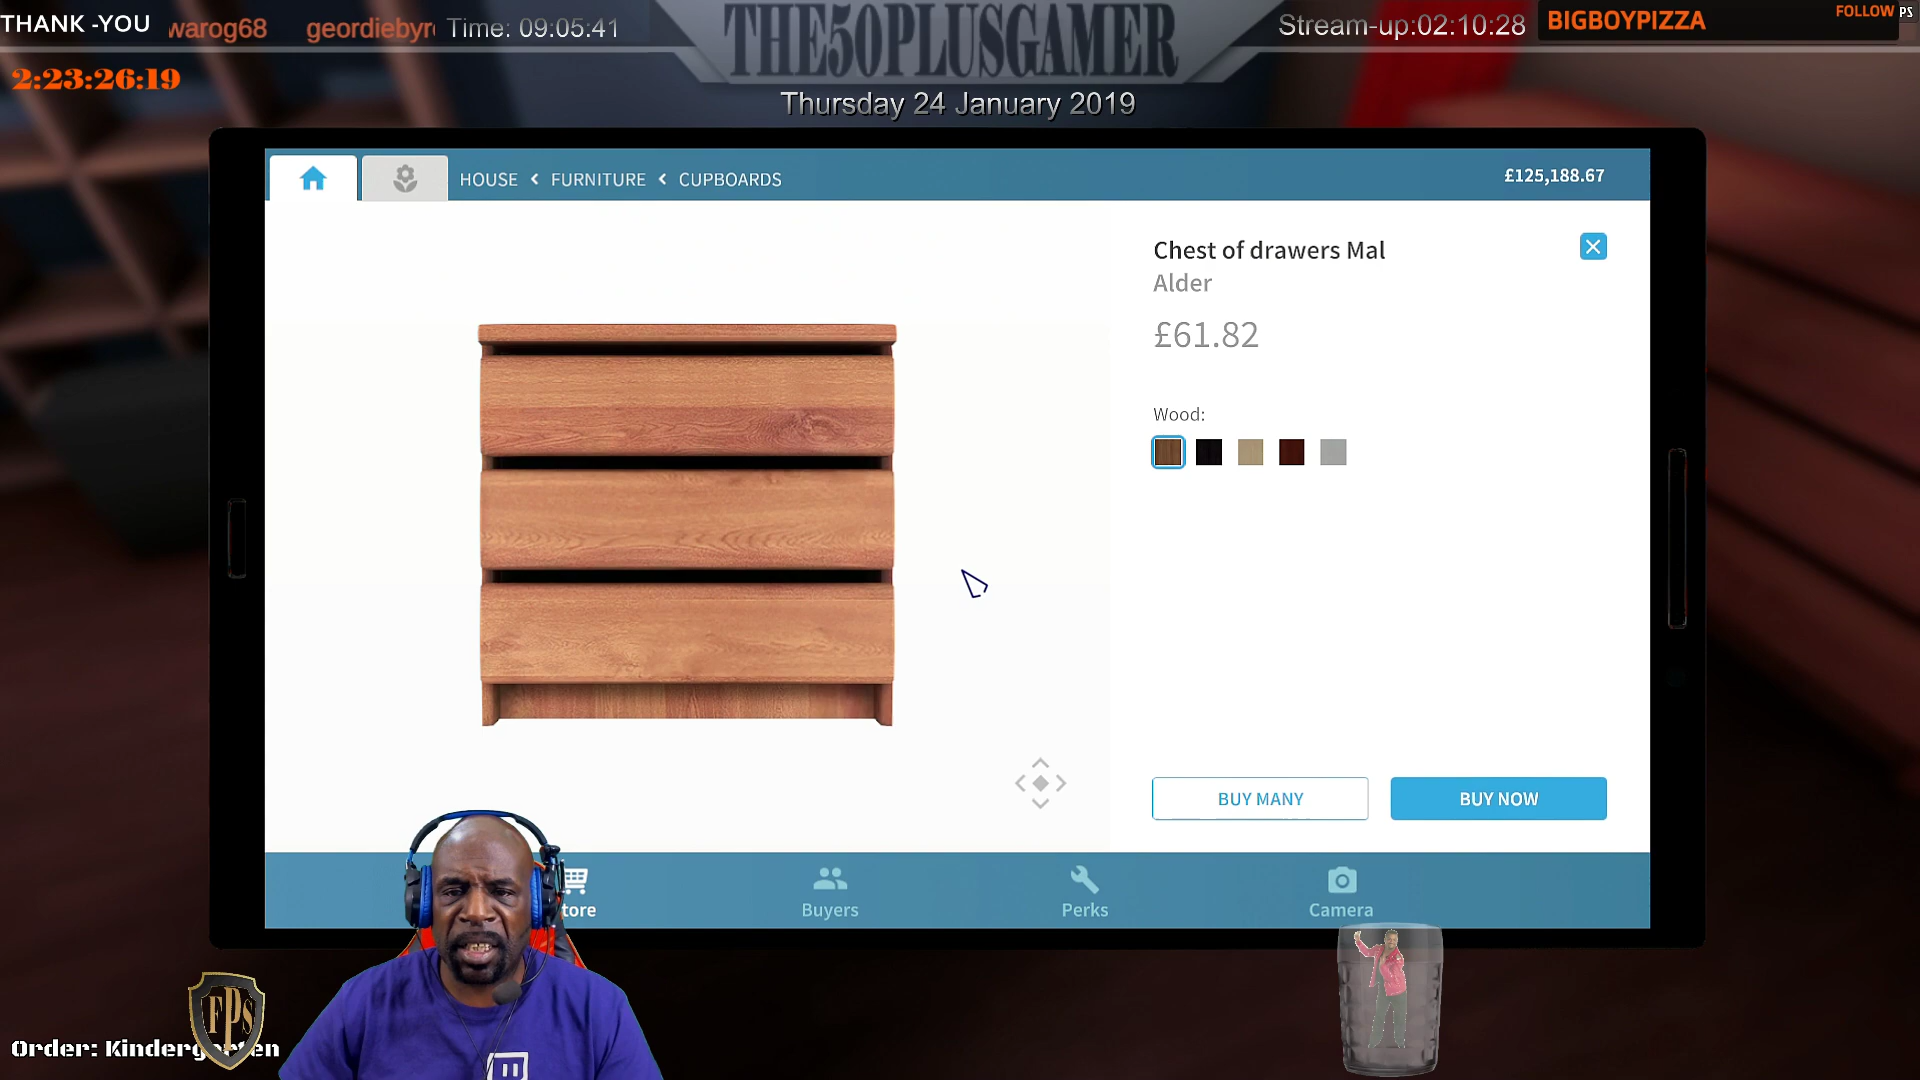 THANK -YOU
warog68 geordiebyr
Time: 09:05:41
THE50PLUSGAMER
Stream-up:02:10:28
BIGBOYPIZZA
FOLLOW PS
2:23:26:19
Thursday 24 January 2019
HOUSE < FURNITURE < CUPBOARDS
£125,188.67
Chest of drawers Mal
Alder
£61.82
Wood:
BUY MANY
BUY NOW
tore
Buyers
Perks
Camera
FPS
Order: Kindergarten